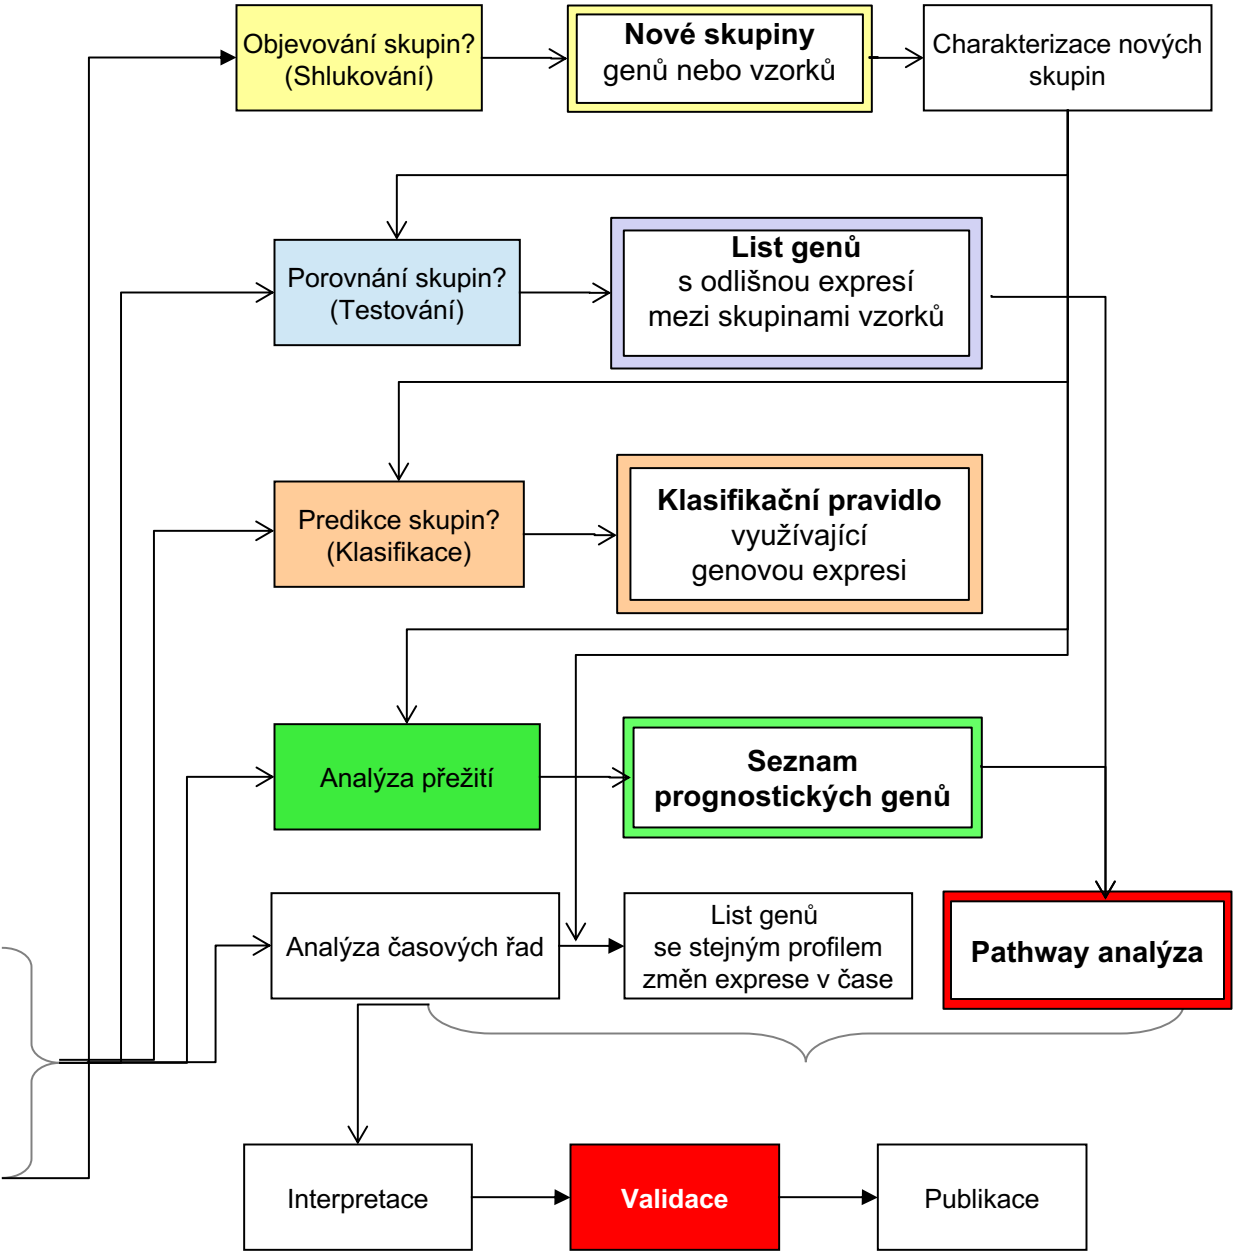 Objevování skupin?
(Shlukování)
Nové skupiny
genů nebo vzorků
Charakterizace nových
skupin
Porovnání skupin?
(Testování)
List genů
s odlišnou expresí
mezi skupinami vzorků
Predikce skupin?
(Klasifikace)
Klasifikační pravidlo
využívající
genovou expresi
Analýza přežití
Seznam
prognostických genů
Analýza časových řad
List genů
se stejným profilem
změn exprese v čase
Pathway analýza
Interpretace
Validace
Publikace